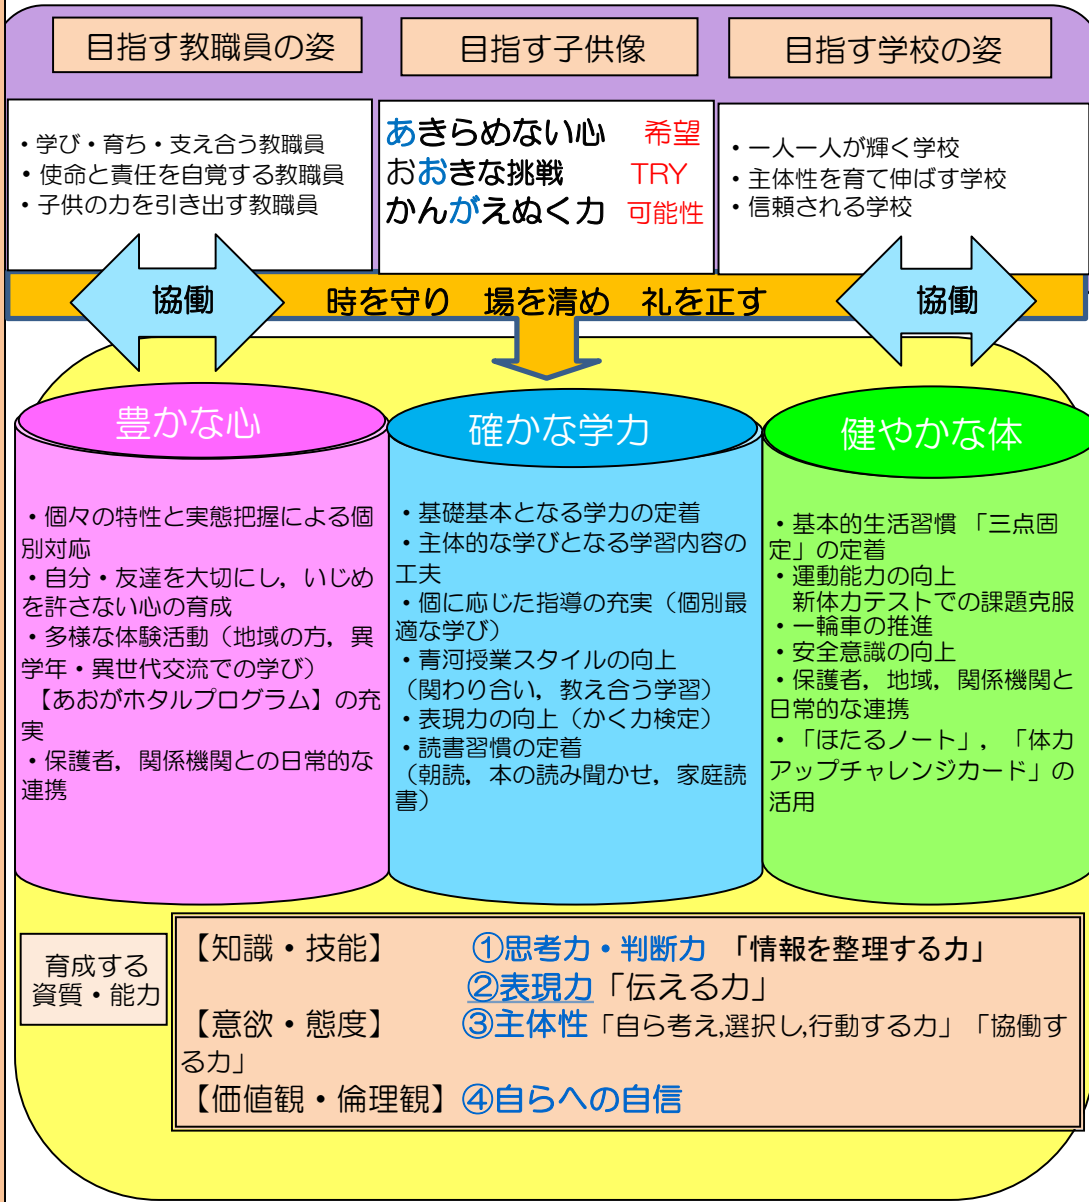 目指す教職員の姿
・学び・育ち・支え合う教職員
・使命と責任を自覚する教職員
・子供の力を引き出す教職員
目指す子供像
あきらめない心 希望
おおきな挑戦 TRY
かんがえぬく力 可能性
目指す学校の姿
・一人一人が輝く学校
・主体性を育て伸ばす学校
・信頼される学校
協働
時を守り 場を清め 礼を正す
協働
豊かな心
・個々の特性と実態把握による個
別対応
・自分・友達を大切にし，いじめ
を許さない心の育成
・多様な体験活動（地域の方，異
学年・異世代交流での学び）
【あおがホタルプログラム】の充
実
・保護者，関係機関との日常的な
連携
確かな学力
・基礎基本となる学力の定着
・主体的な学びとなる学習内容の
工夫
・個に応じた指導の充実（個別最
適な学び）
・青河授業スタイルの向上
（関わり合い，教え合う学習）
・表現力の向上（かく力検定）
・読書習慣の定着
（朝読，本の読み聞かせ，家庭読
書）
健やかな体
・基本的生活習慣 「三点固
定」の定着
・運動能力の向上
新体力テストでの課題克服
・一輪車の推進
・安全意識の向上
・保護者，地域，関係機関と
日常的な連携
・「ほたるノート」，「体力
アップチャレンジカード」の
活用
育成する
資質・能力
【知識・技能】 ①思考力・判断力 「情報を整理する力」
②表現力「伝える力」
【意欲・態度】 ③主体性「自ら考え,選択し,行動する力」「協働す
る力」
【価値観・倫理観】④自らへの自信